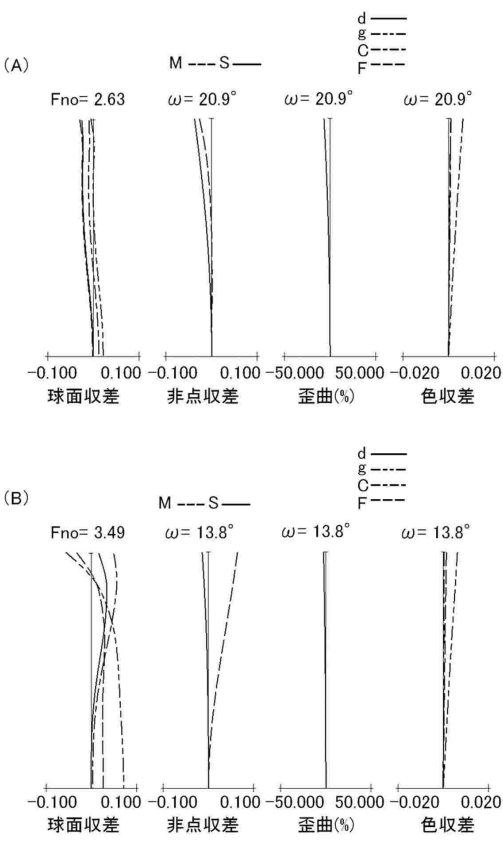 d
g
(A) M S C
F
Fno= 2.63 ω= 20.9° ω= 20.9° ω= 20.9°
-0.100 0.100 -0.100 0.100 -50.000 50.000 -0.020 0.020
球面収差 非点収差 歪曲(%) 色収差
d
g
(B) M S C
F
Fno= 3.49 ω= 13.8° ω= 13.8° ω= 13.8°
-0.100 0.100 -0.100 0.100 -50.000 50.000 -0.020 0.020
球面収差 非点収差 歪曲(%) 色収差